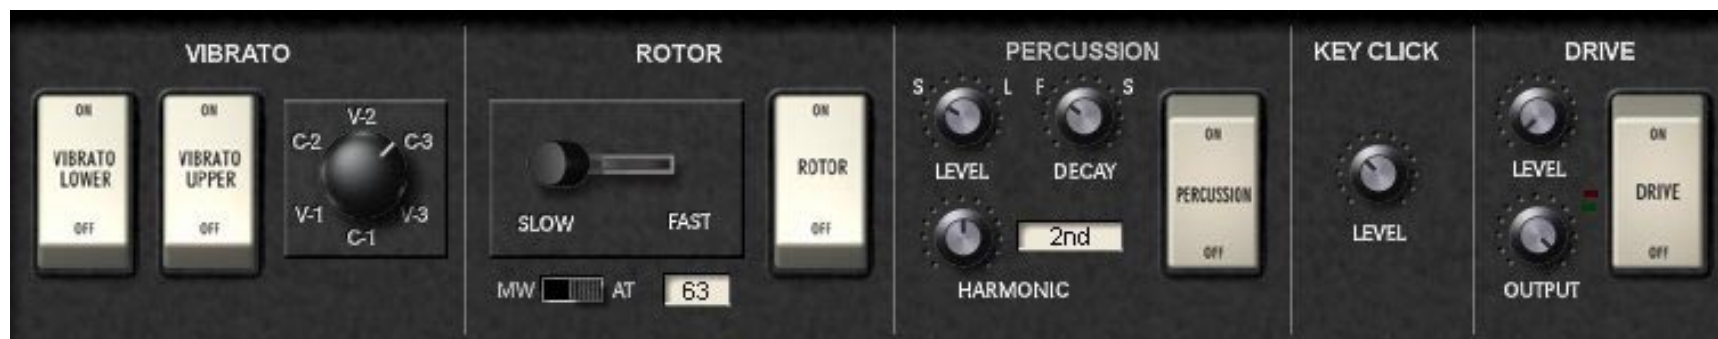 VIBRATO
ON
VIBRATO
LOWER
OFF
ON
VIBRATO
UPPER
OFF
V-2
C-2
C-3
V-1
V-3
C-1
ROTOR
SLOW
FAST
MW
AT
63
ON
ROTOR
OFF
PERCUSSION
S
L
F
S
LEVEL
DECAY
HARMONIC
2nd
ON
PERCUSSION
OFF
KEY CLICK
LEVEL
DRIVE
LEVEL
OUTPUT
ON
DRIVE
OFF